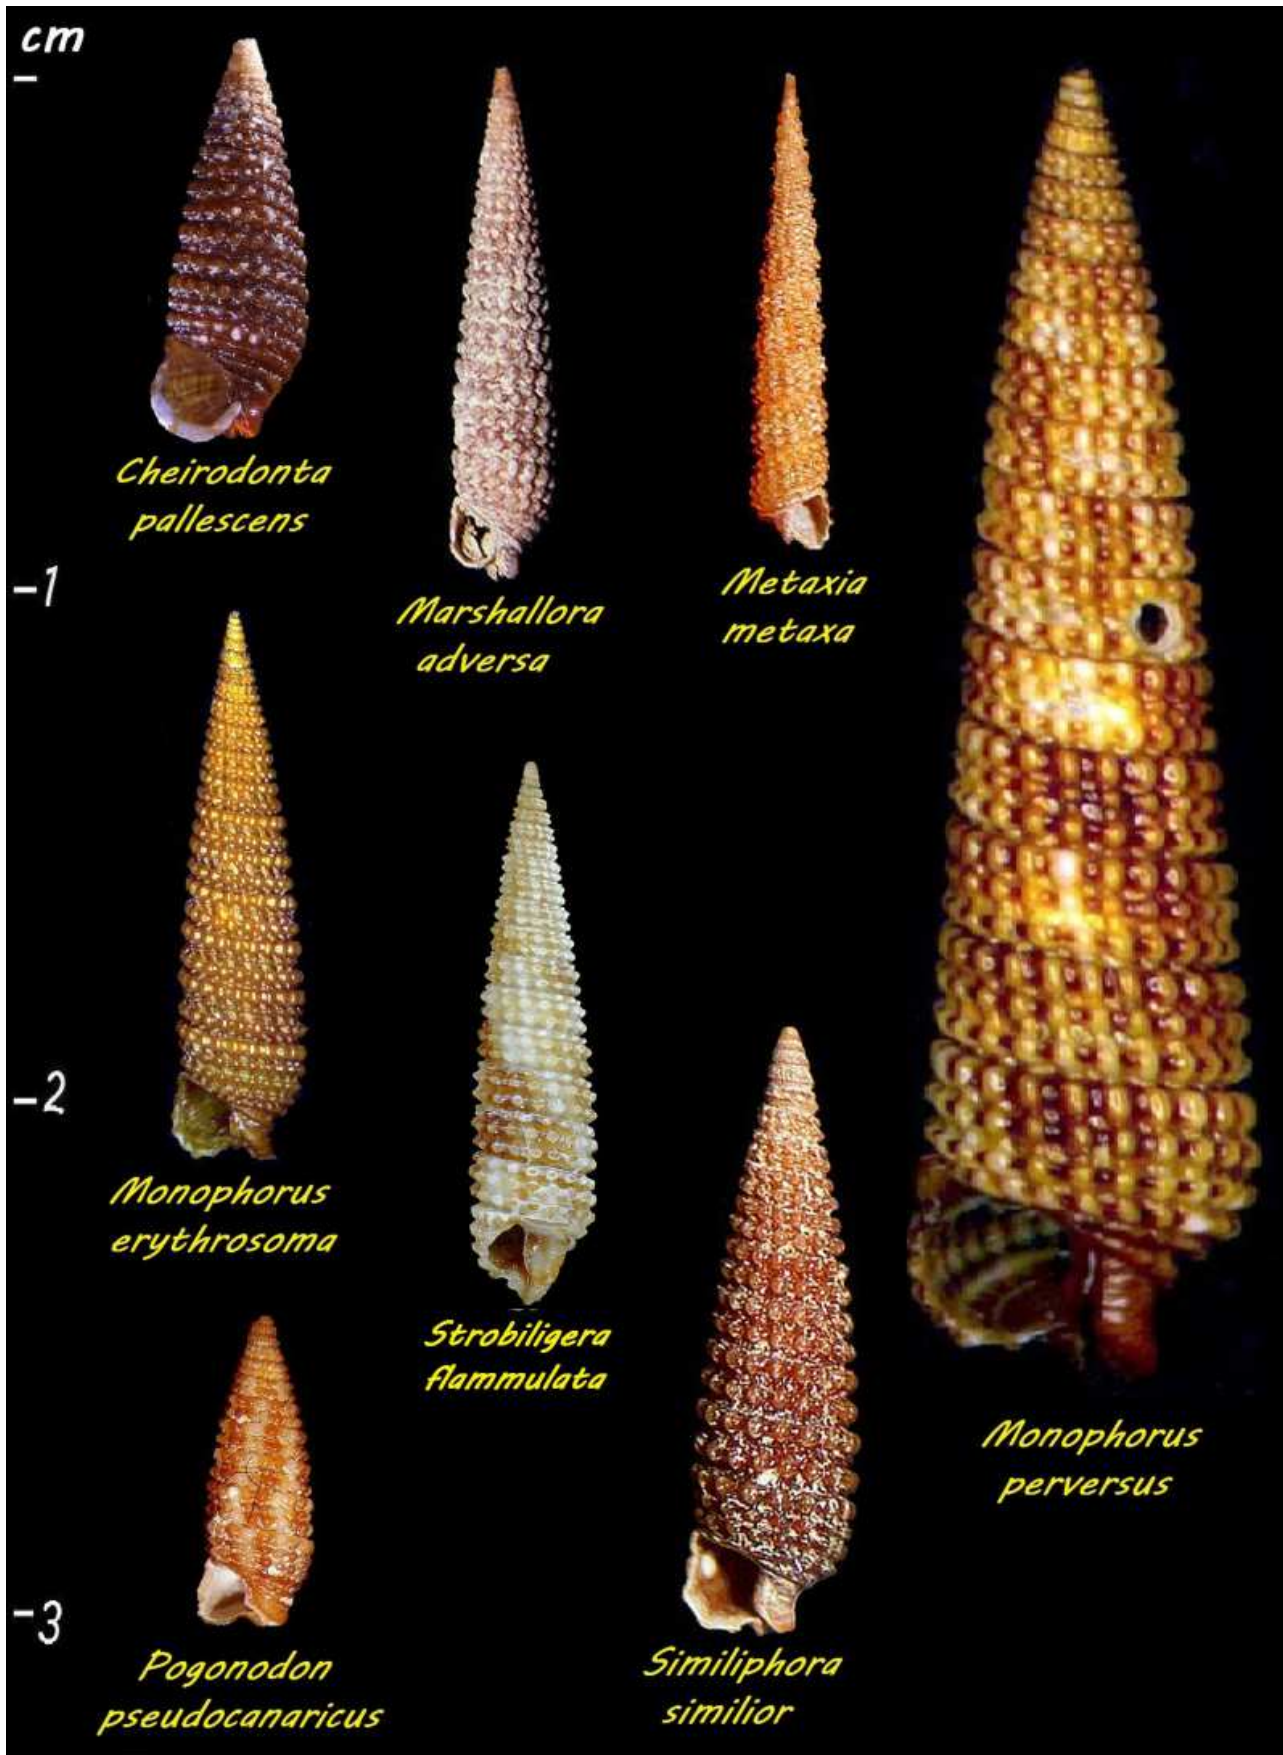 cm
Cheirodonta
pallescens
-1
Marshallora
adversa
Metaxia
metaxa
Monophorus
erythrosoma
-2
Strobiligera
flammulata
Monophorus
perversus
Pogonodon
pseudocanaricus
-3
Similiphora
similior